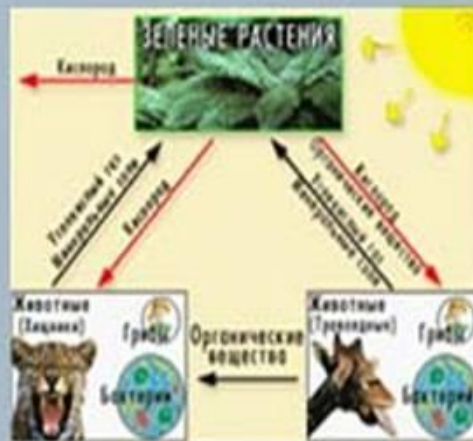 ЗЕЛЕНЫЕ РАСТЕНИЯ
Кислород
Углекислый газ
Минеральные соли
Кислород
Кислород
Органические вещества
Углекислый газ
Минеральные соли
Животные
(Хищники)
Грибы
Бактерии
Органические
вещества
Животные
(Травоядные)
Грибы
Бактерии